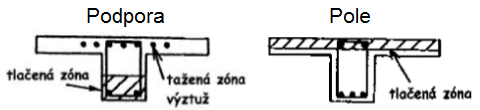 Podpora
Pole
tlačená zóna
tažená zóna
výztuž
tlačená zóna